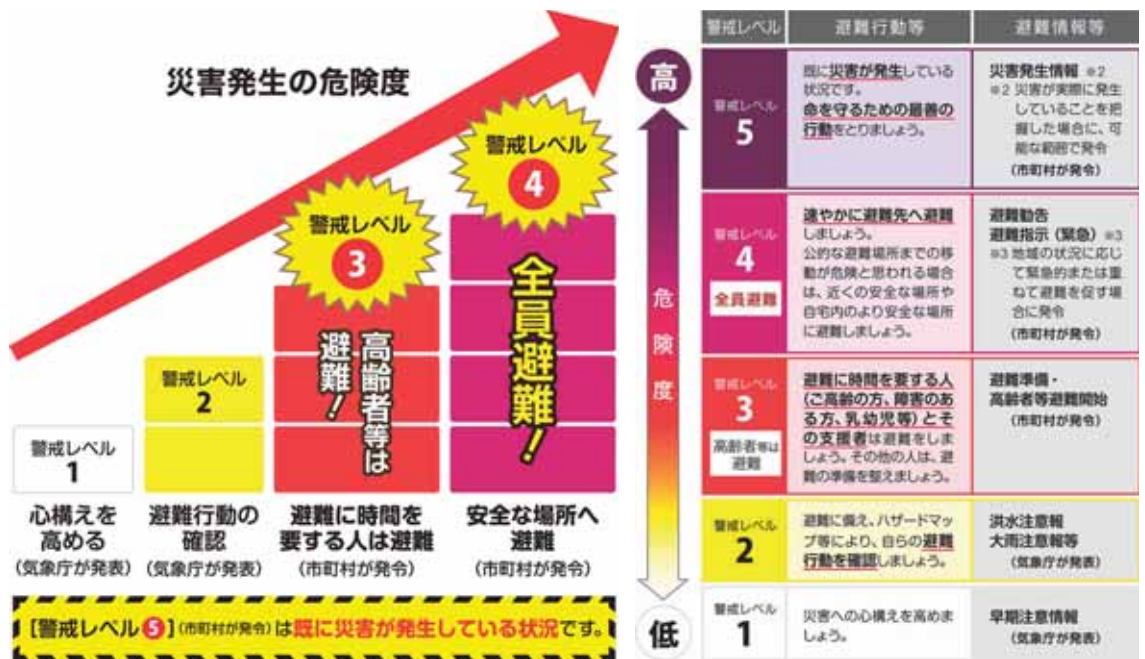 災害発生の危険度
警戒レベル
4
全員避難!
警戒レベル
3
高齢者等は
避難!
警戒レベル
2
警戒レベル
1
心構えを
高める
(気象庁が発表)
避難行動の
確認
(気象庁が発表)
避難に時間を
要する人は避難
(市町村が発令)
安全な場所へ
避難
(市町村が発令)
[警戒レベル5](市町村が発令)は既に災害が発生している状況です。
高
危険度
低
警戒レベル 避難行動等 避難情報等
警戒レベル
5
既に災害が発生している
状況です。
命を守るための最善の
行動をとりましょう。
災害発生情報 ※2
※2 災害が実際に発生
していることを把
握した場合に、可
能な範囲で発令
(市町村が発令)
警戒レベル
4
全員避難
速やかに避難先へ避難
しましょう。
公的な避難場所までの移
動が危険と思われる場合
は、近くの安全な場所や
自宅内のより安全な場所
に避難しましょう。
避難勧告
避難指示(緊急)※3
※3 地域の状況に応じ
て緊急的または重
ねて避難を促す場
合に発令
(市町村が発令)
警戒レベル
3
高齢者等は
避難
避難に時間を要する人
(ご高齢の方、障害のあ
る方、乳幼児等)とそ
の支援者は避難をしま
しょう。その他の人は、避
難の準備を整えましょう。
避難準備・
高齢者等避難開始
(市町村が発令)
警戒レベル
2
避難に備え、ハザードマッ
プ等により、自らの避難
行動を確認しましょう。
洪水注意報
大雨注意報等
(気象庁が発表)
警戒レベル
1
災害への心構えを高めま
しょう。
早期注意情報
(気象庁が発表)